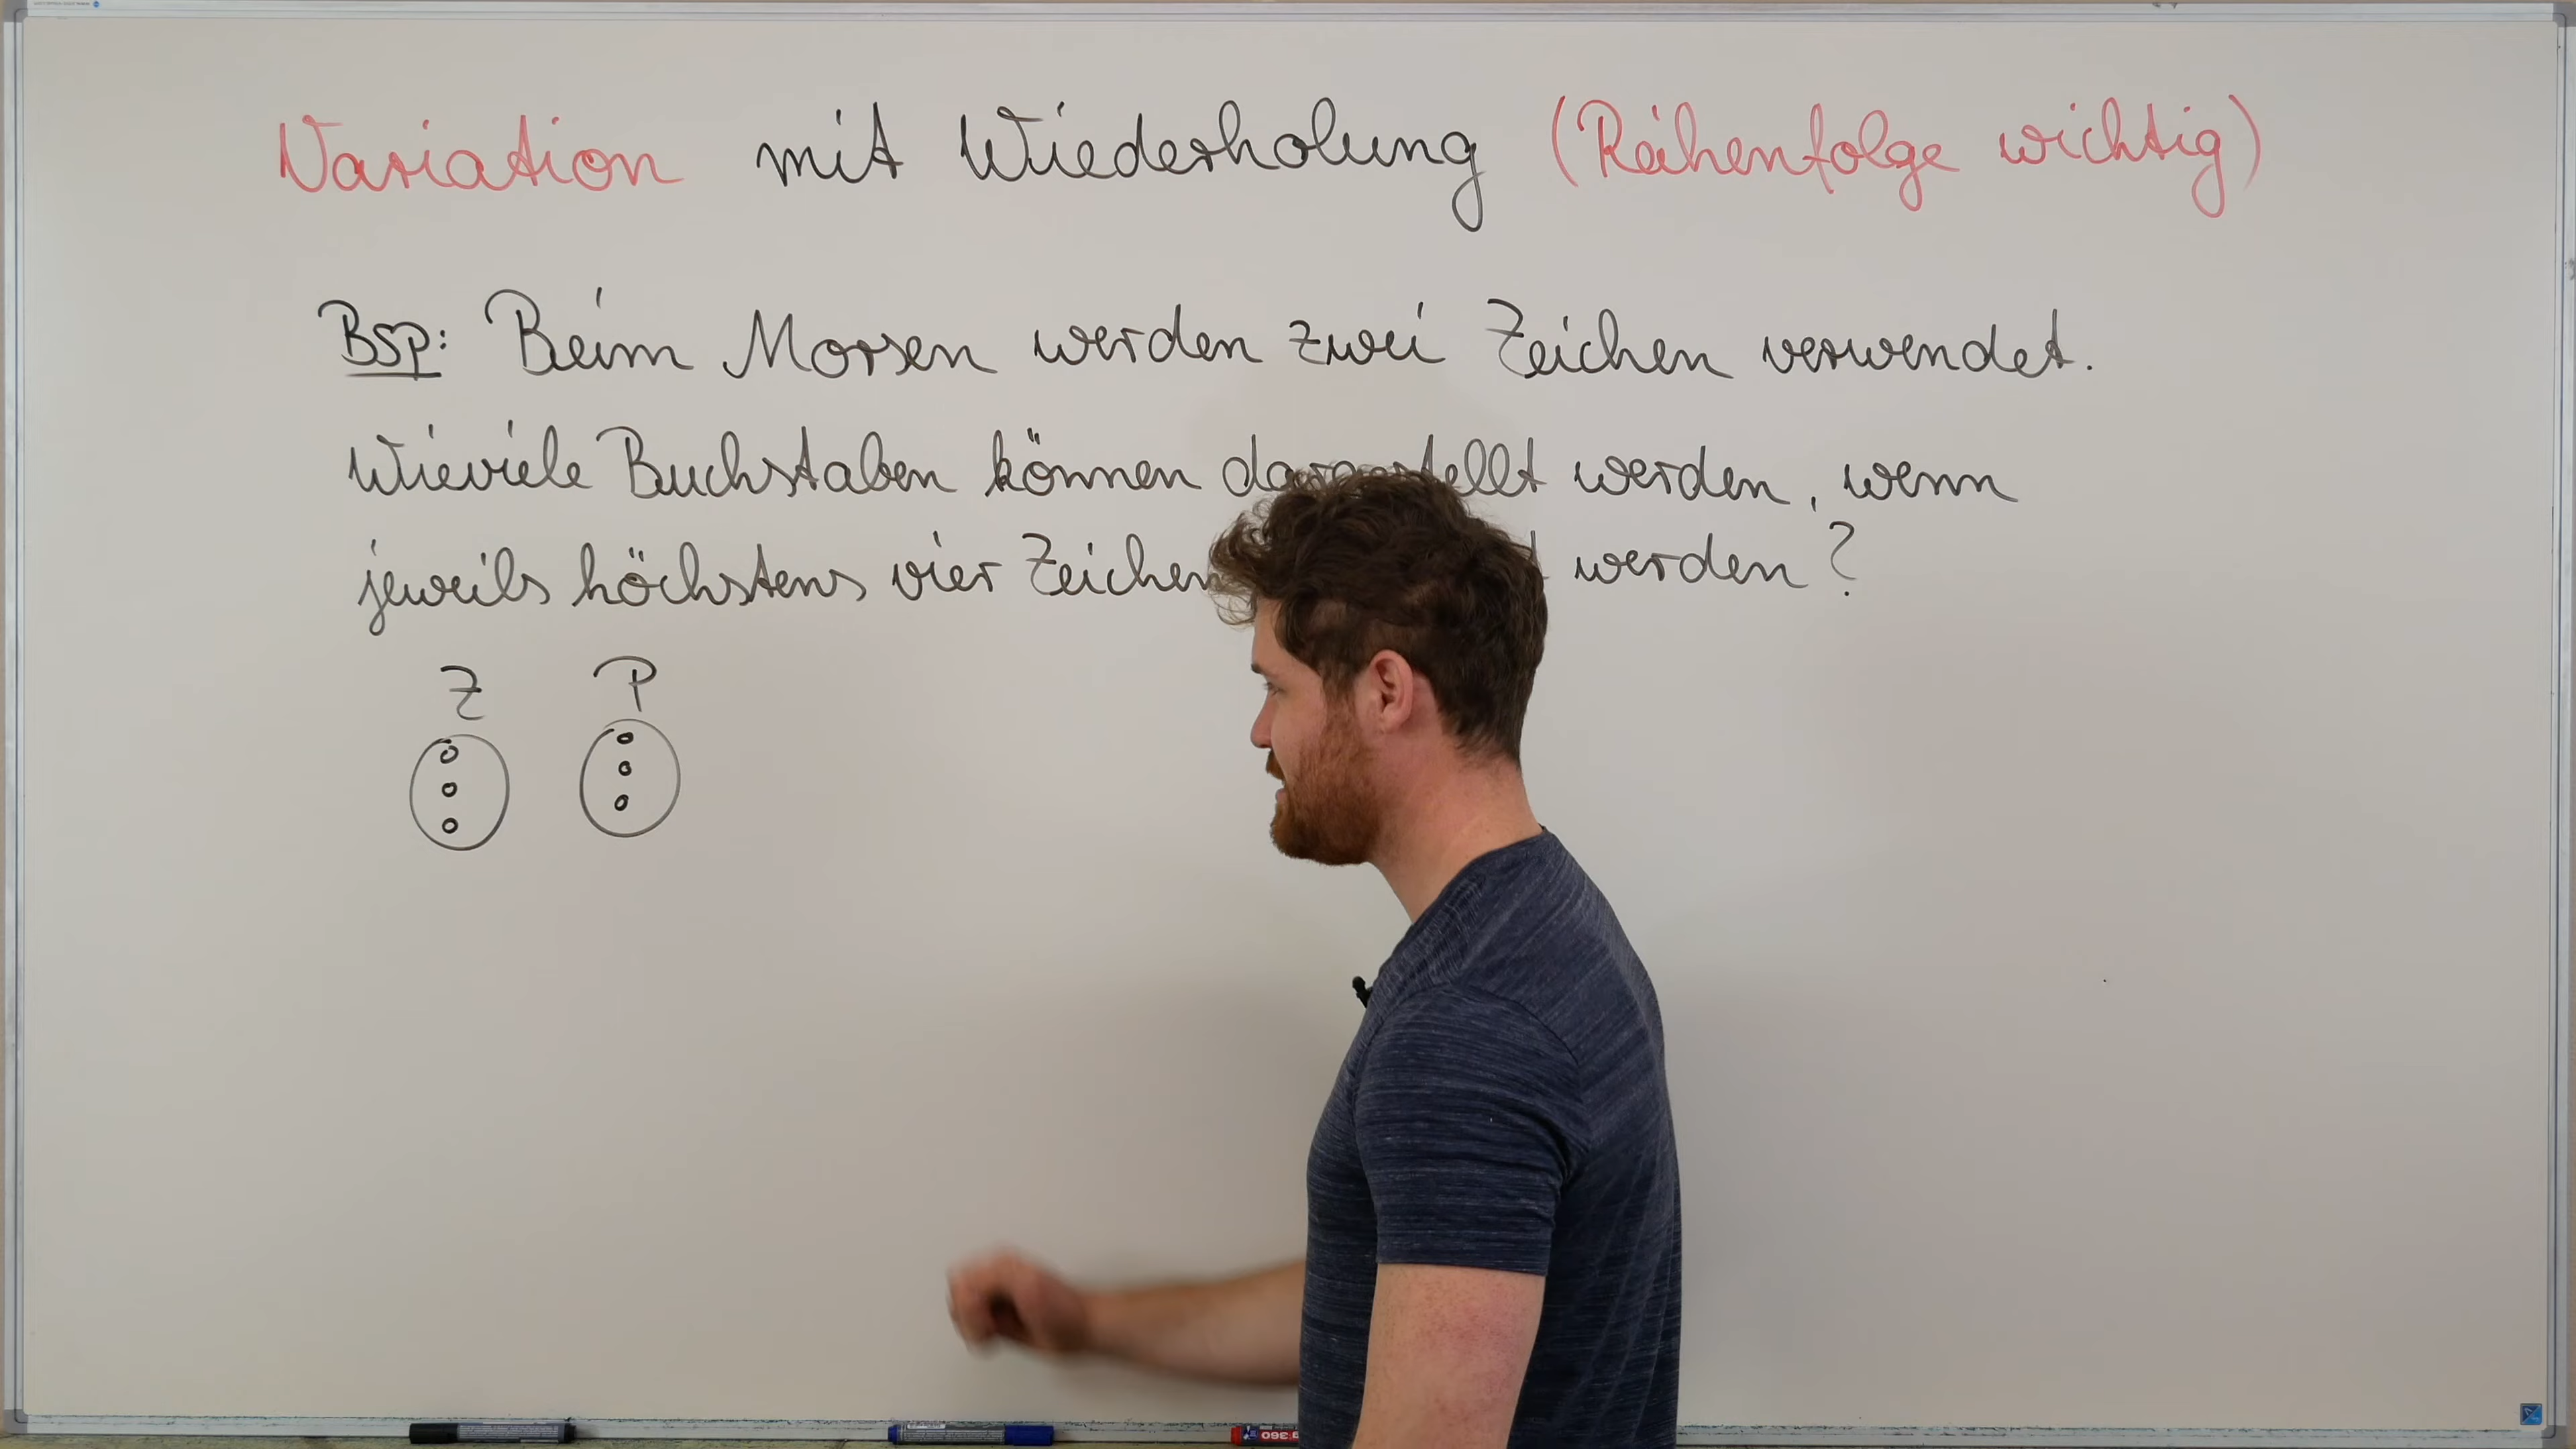 Variation mit Wiederholung (Reihenfolge wichtig)
Bsp: Beim Morsen werden zwei Zeichen verwendet.
Wieviele Buchstaben können dargestellt werden, wenn
jeweils höchstens vier Zeichen werden?
Z P